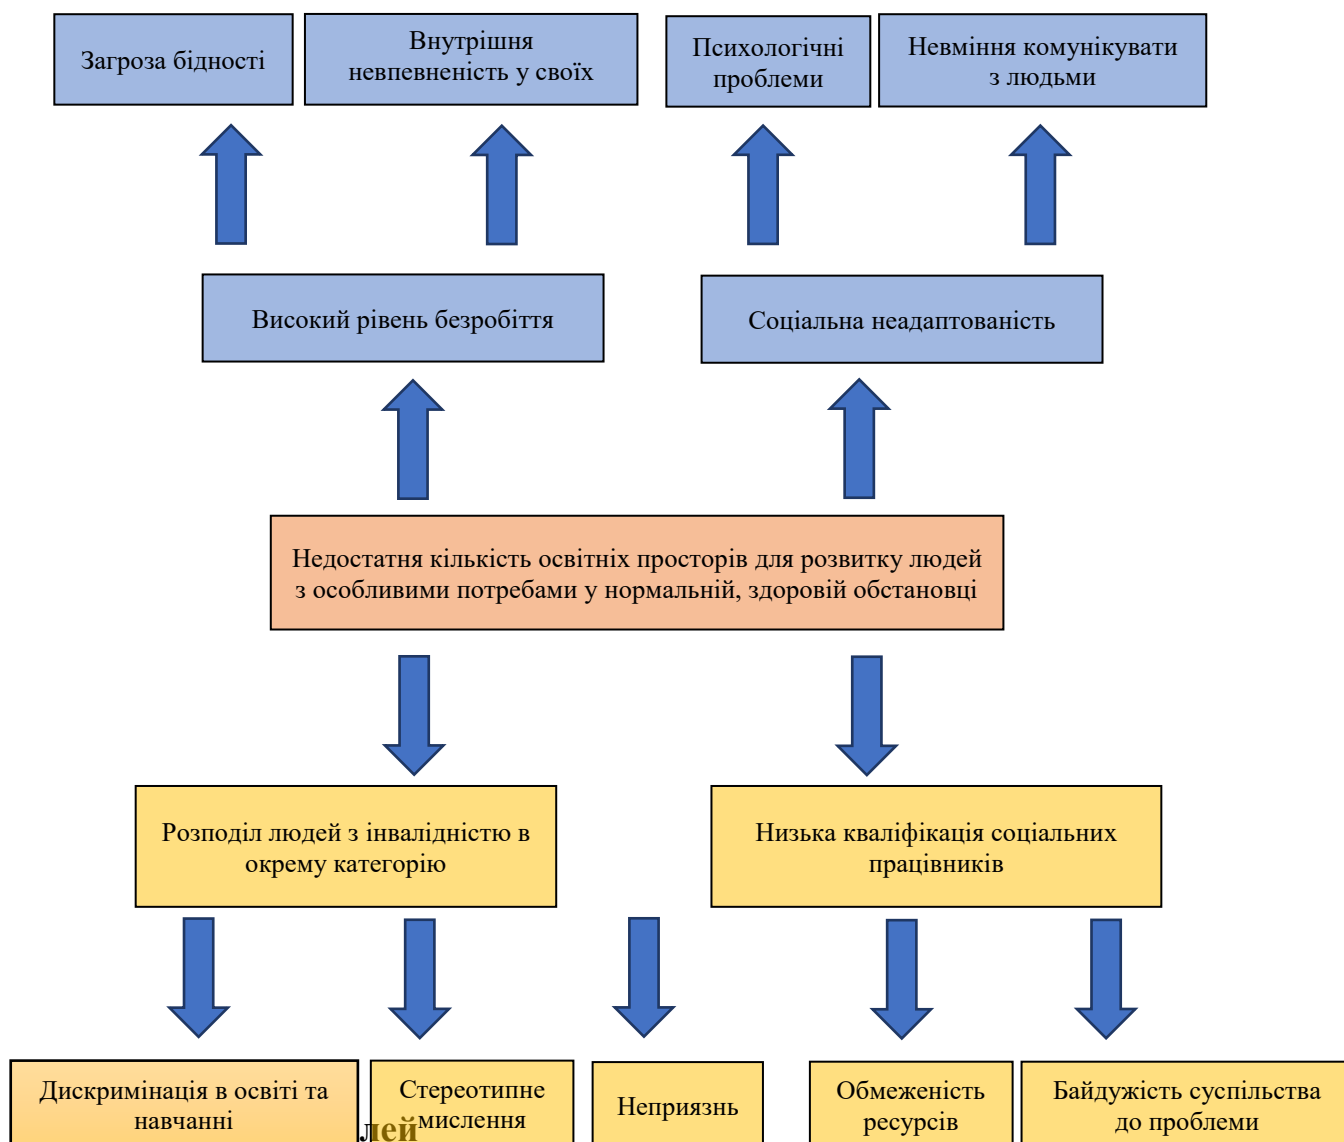 Загроза бідності
Внутрішня
невпевненість у своїх
Психологічні
проблеми
Невміння комунікувати
з людьми
Високий рівень безробіття
Соціальна неадаптованість
Недостатня кількість освітніх просторів для розвитку людей
з особливими потребами у нормальній, здоровій обстановці
Розподіл людей з інвалідністю в
окрему категорію
Низька кваліфікація соціальних
працівників
Дискримінація в освіті та
навчанні
Стереотипне
мислення
Неприязнь
Обмеженість
ресурсів
Байдужість суспільства
до проблеми
лей